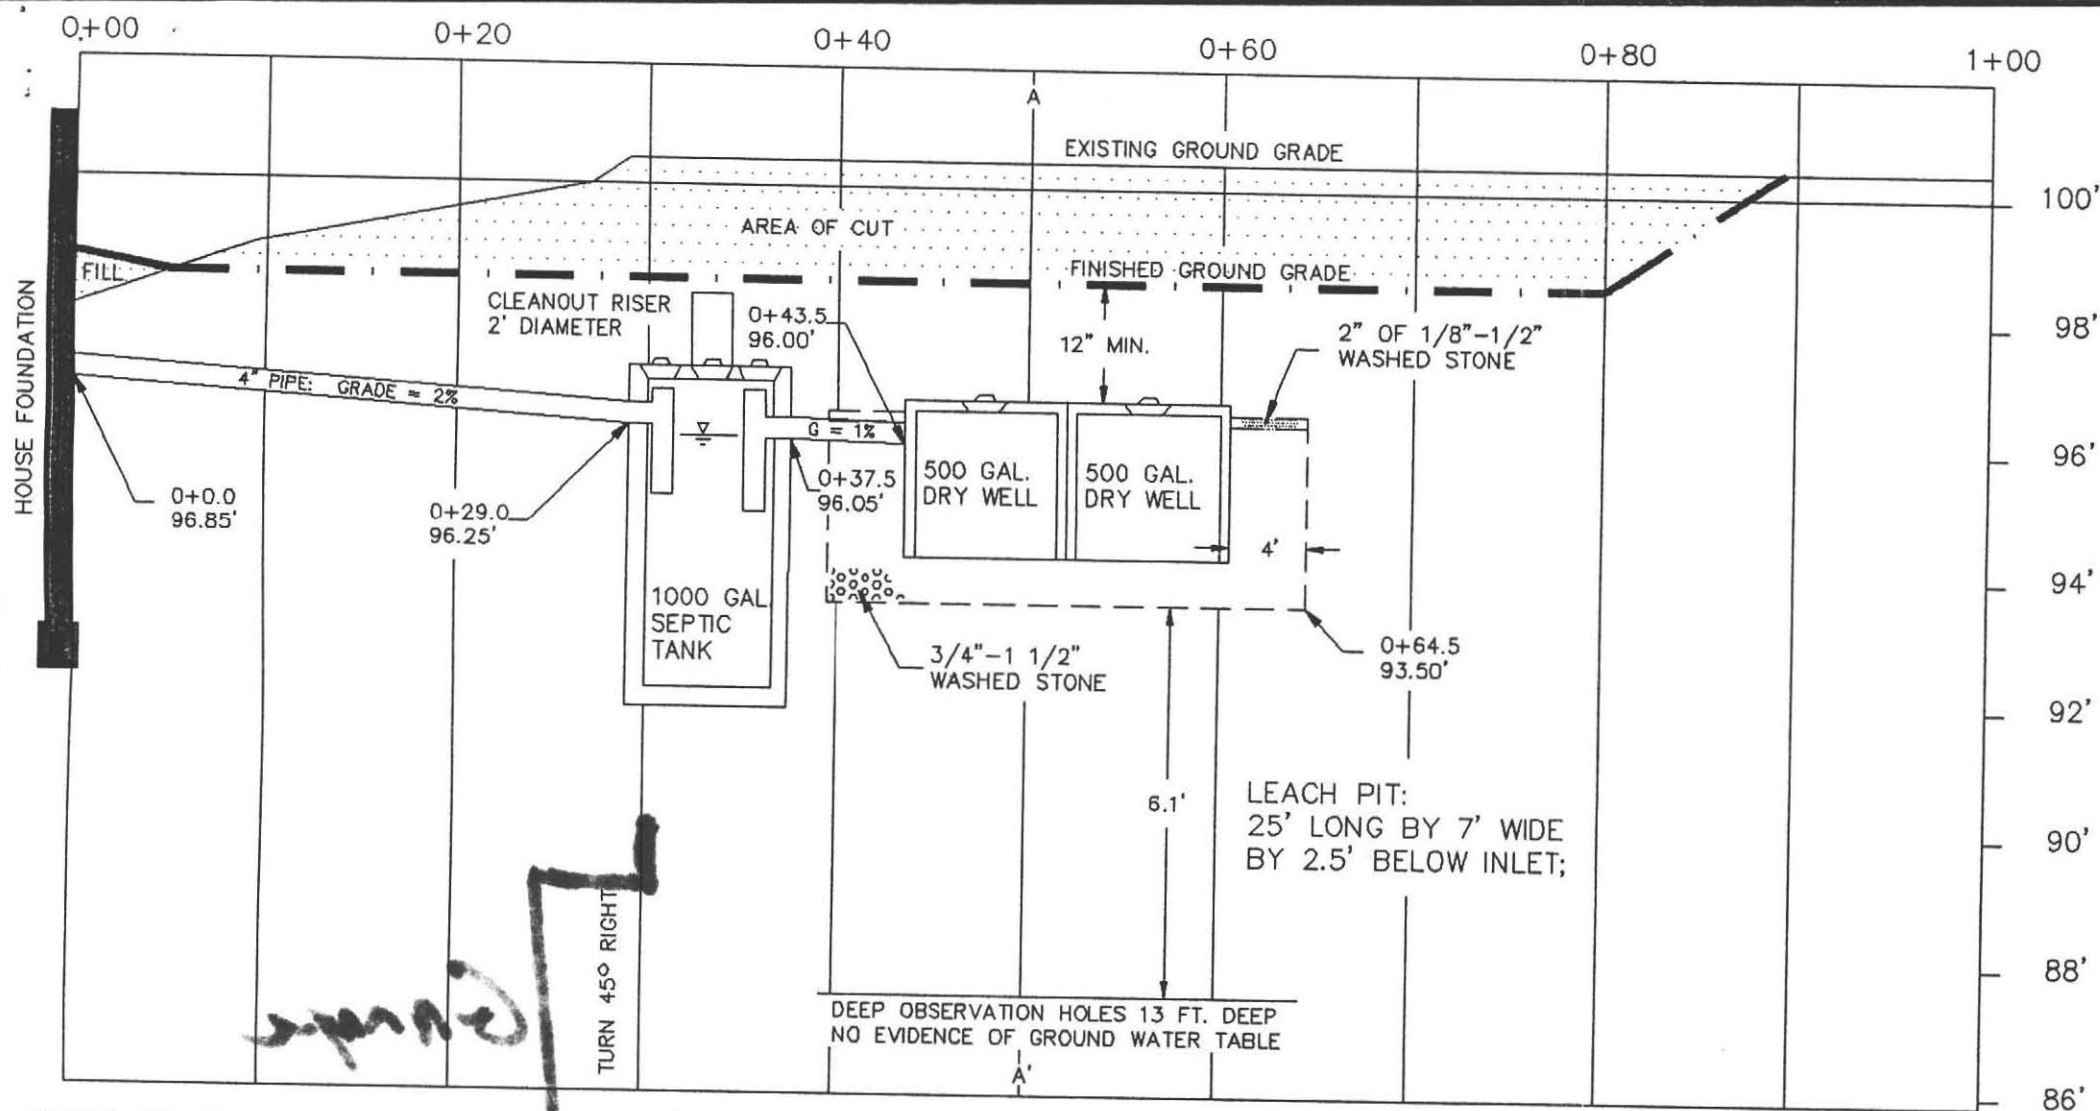 0+00
0+20
0+40
0+60
0+80
1+00
A
EXISTING GROUND GRADE
100'
AREA OF CUT
FILL
FINISHED GROUND GRADE
HOUSE FOUNDATION
CLEANOUT RISER
2' DIAMETER
0+43.5
96.00'
12" MIN.
2" OF 1/8"-1/2"
WASHED STONE
98'
4" PIPE: GRADE = 2%
G = 1%
96'
0+0.0
96.85'
0+29.0
96.25'
0+37.5
96.05'
500 GAL.
DRY WELL
500 GAL.
DRY WELL
4'
94'
1000 GAL.
SEPTIC
TANK
3/4"-1 1/2"
WASHED STONE
0+64.5
93.50'
92'
6.1'
LEACH PIT:
25' LONG BY 7' WIDE
BY 2.5' BELOW INLET;
90'
TURN 45° RIGHT
88'
DEEP OBSERVATION HOLES 13 FT. DEEP
NO EVIDENCE OF GROUND WATER TABLE
A'
86'